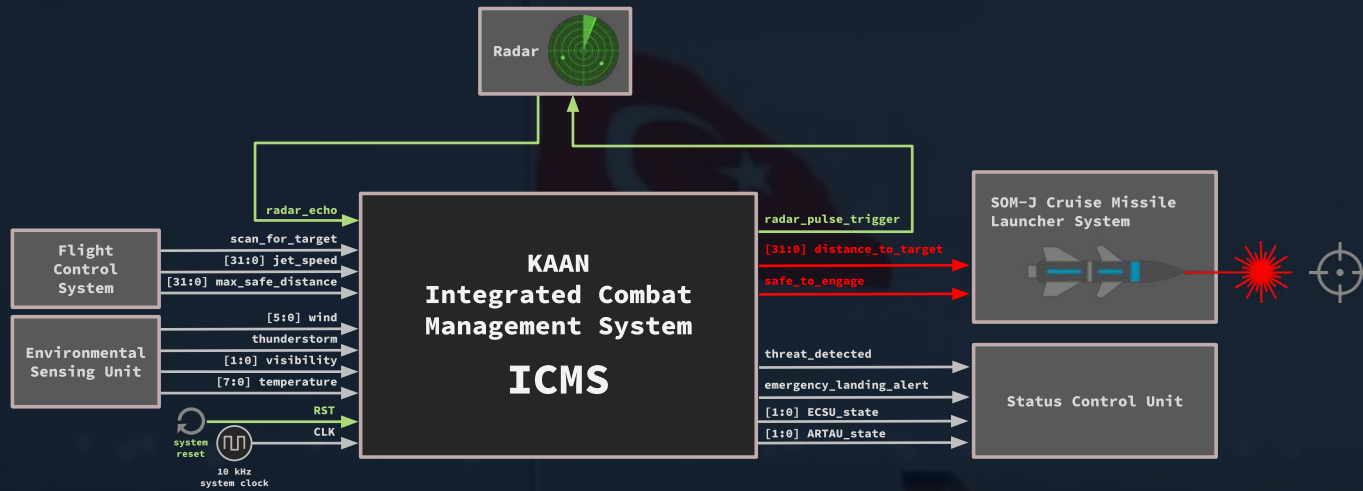 Radar
radar_echo
radar_pulse_trigger
Flight
Control
System
scan_for_target
[31:0] jet_speed
[31:0] max_safe_distance
Environmental
Sensing Unit
[5:0] wind
thunderstorm
[1:0] visibility
[7:0] temperature
RST
CLK
system
reset
10 kHz
system clock
KAAN
Integrated Combat
Management System
ICMS
[31:0] distance_to_target
safe_to_engage
threat_detected
emergency_landing_alert
[1:0] ECSU_state
[1:0] ARTAU_state
SOM-J Cruise Missile
Launcher System
Status Control Unit